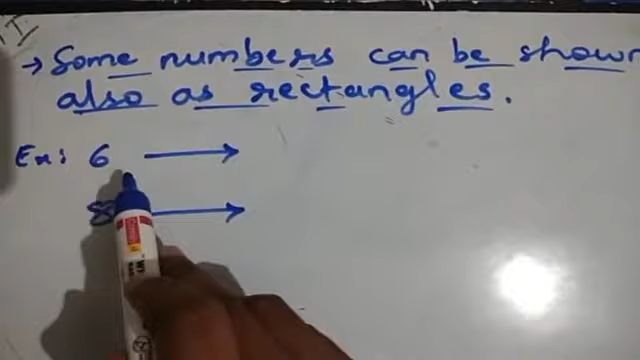 → Some numbers can be shown
also as rectangles.
Ex: 6 →
8 →